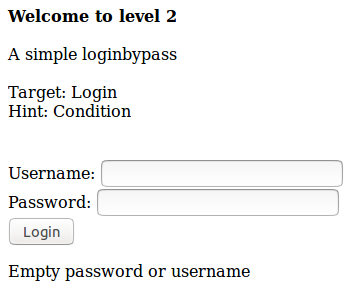 Welcome to level 2
A simple loginbypass
Target: Login
Hint: Condition
Username:
Password:
Login
Empty password or username